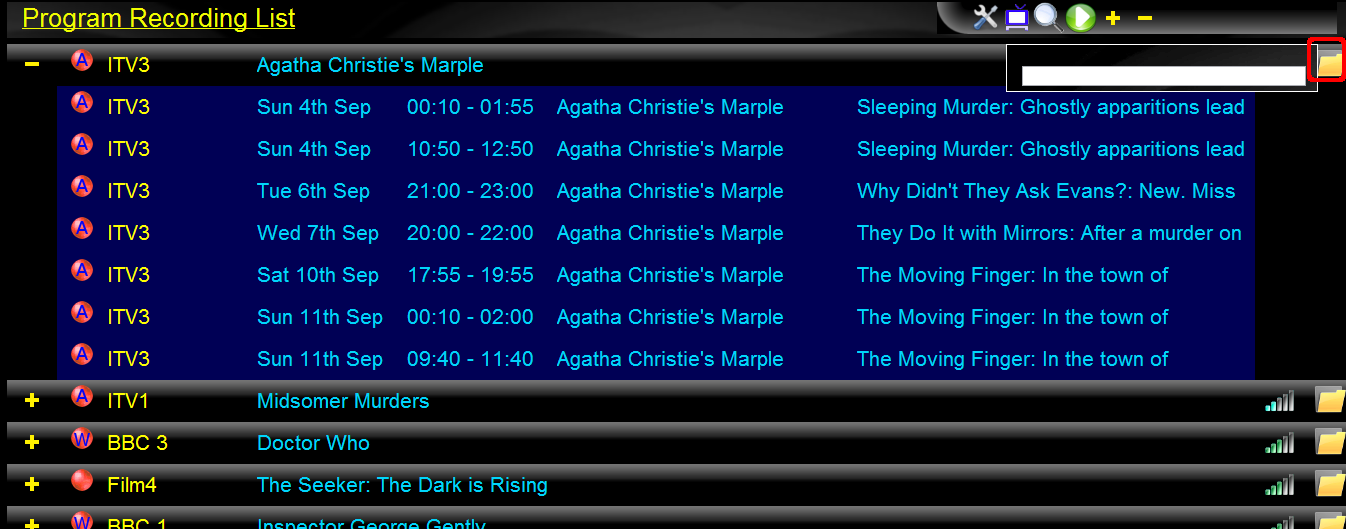 Program Recording List
A ITV3 Agatha Christie's Marple
A ITV3 Sun 4th Sep 00:10 - 01:55 Agatha Christie's Marple Sleeping Murder: Ghostly apparitions lead
A ITV3 Sun 4th Sep 10:50 - 12:50 Agatha Christie's Marple Sleeping Murder: Ghostly apparitions lead
A ITV3 Tue 6th Sep 21:00 - 23:00 Agatha Christie's Marple Why Didn't They Ask Evans?: New. Miss
A ITV3 Wed 7th Sep 20:00 - 22:00 Agatha Christie's Marple They Do It with Mirrors: After a murder on
A ITV3 Sat 10th Sep 17:55 - 19:55 Agatha Christie's Marple The Moving Finger: In the town of
A ITV3 Sun 11th Sep 00:10 - 02:00 Agatha Christie's Marple The Moving Finger: In the town of
A ITV3 Sun 11th Sep 09:40 - 11:40 Agatha Christie's Marple The Moving Finger: In the town of
A ITV1 Midsomer Murders
W BBC 3 Doctor Who
Film4 The Seeker: The Dark is Rising
W BBC 1 Inspector George Gently